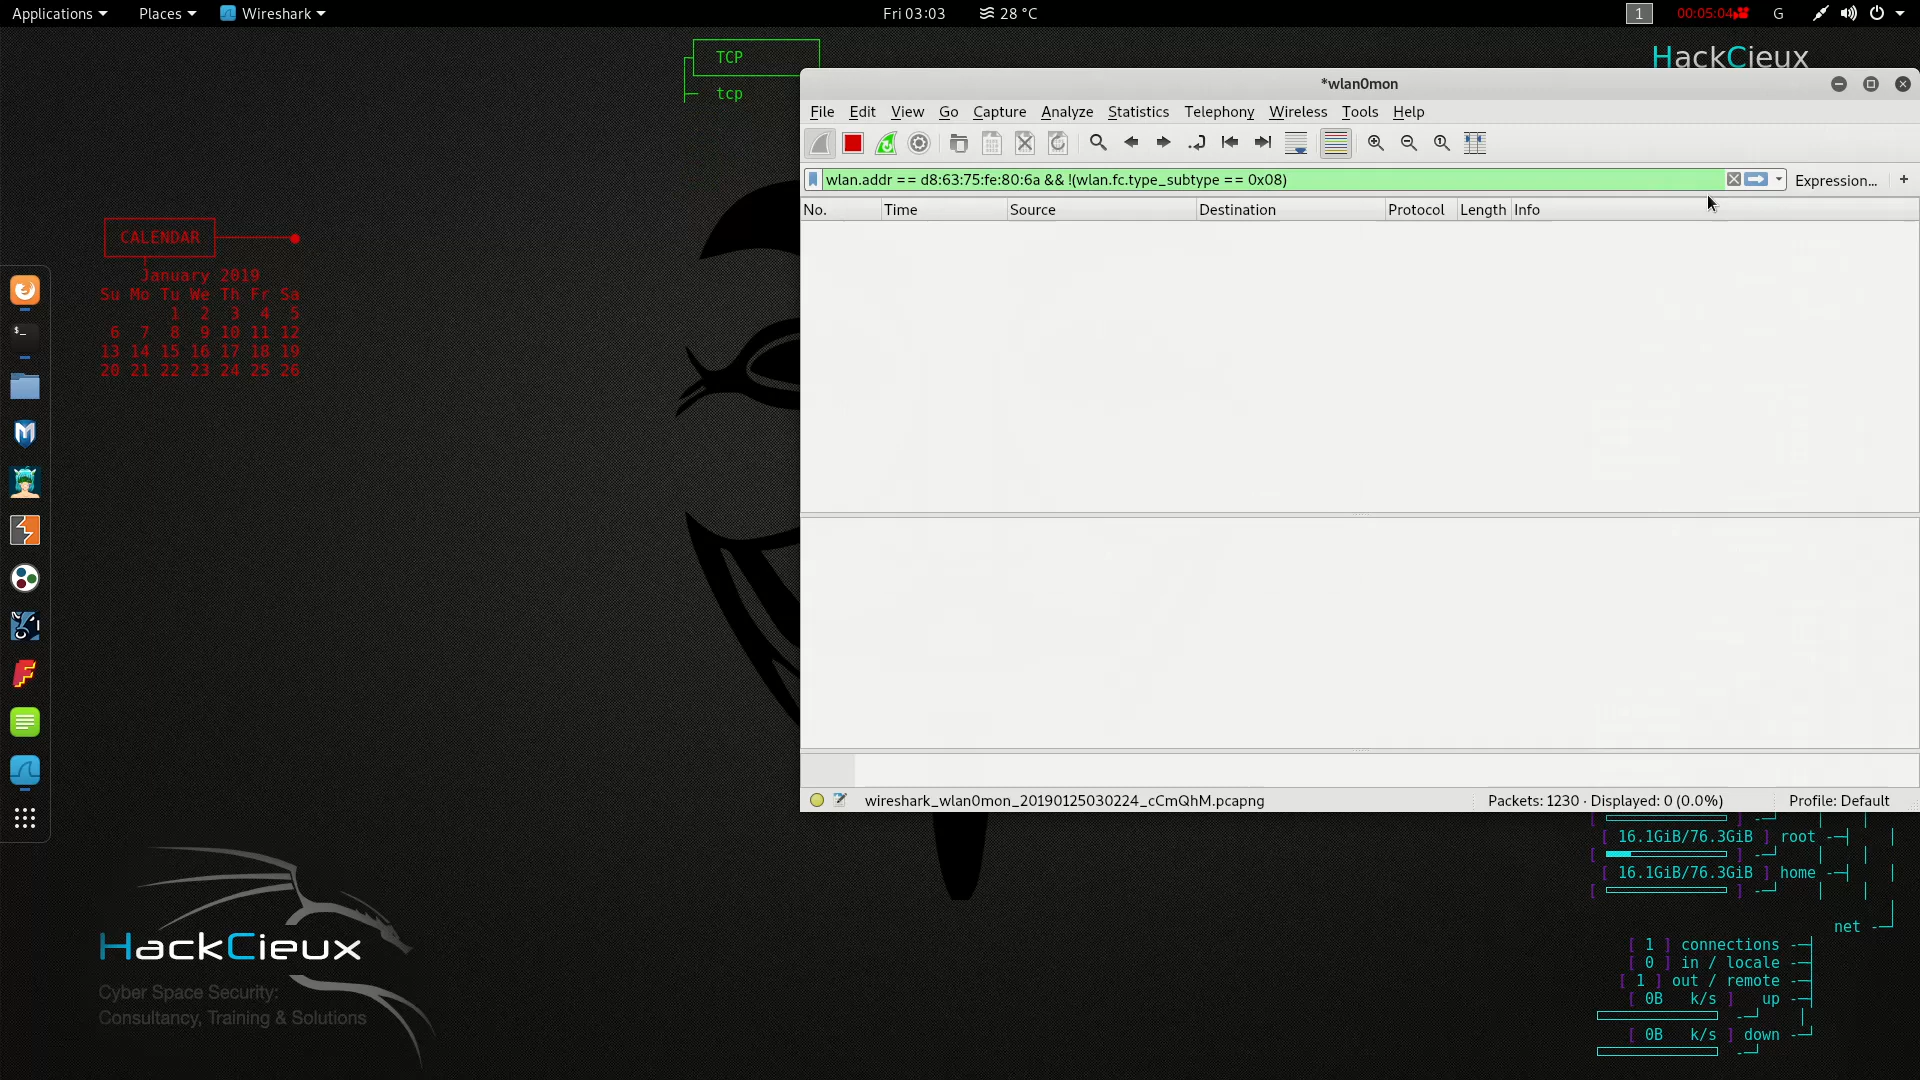 Applications Places Wireshark Fri 03:03 28 °C 1 00:05:04 G
TCP
tcp
HackCieux
CALENDAR
January 2019
Su Mo Tu We Th Fr Sa
1 2 3 4 5
6 7 8 9 10 11 12
13 14 15 16 17 18 19
20 21 22 23 24 25 26
*wlan0mon
File Edit View Go Capture Analyze Statistics Telephony Wireless Tools Help
wlan.addr == d8:63:75:fe:80:6a && !(wlan.fc.type_subtype == 0x08) Expression... +
No. Time Source Destination Protocol Length Info
wireshark_wlan0mon_20190125030224_cCmQhM.pcapng Packets: 1230 · Displayed: 0 (0.0%) Profile: Default
[ 16.1GiB/76.3GiB ] root
[ 16.1GiB/76.3GiB ] home
net
[ 1 ] connections
[ 0 ] in / locale
[ 1 ] out / remote
[ 0B k/s ] up
[ 0B k/s ] down
HackCieux
Cyber Space Security:
Consultancy, Training & Solutions